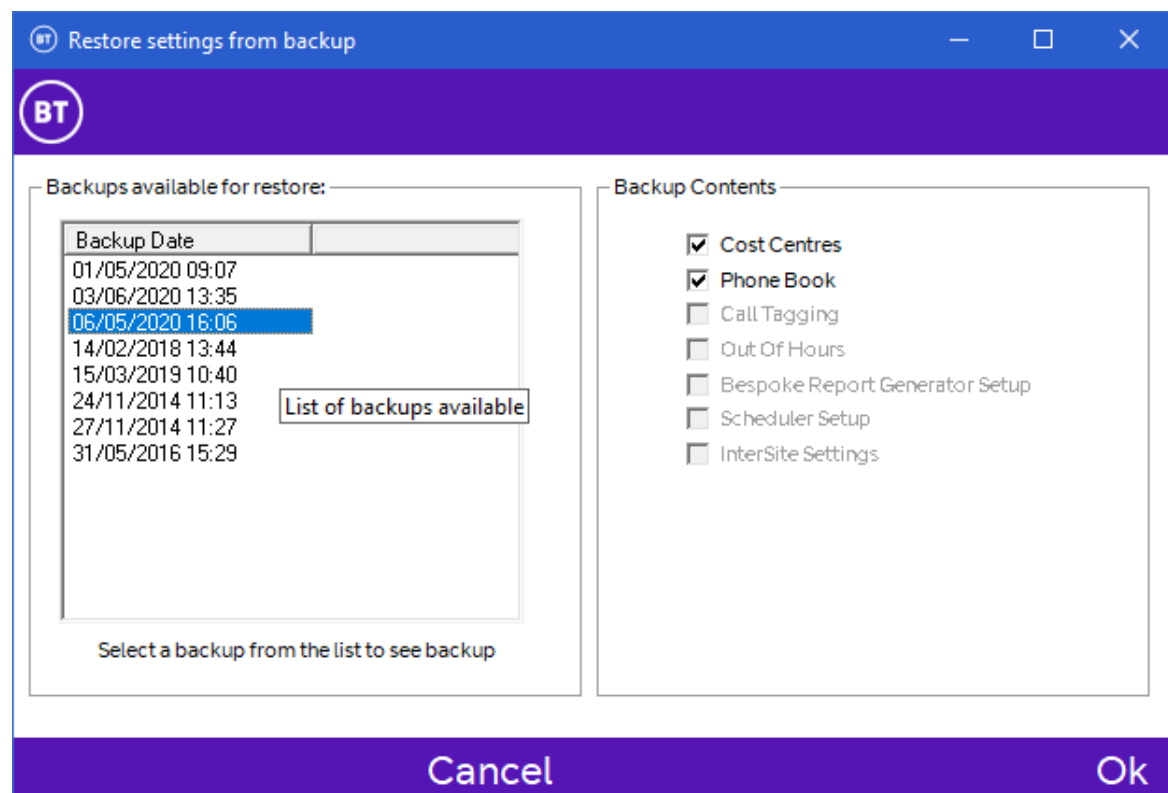 BT Restore settings from backup
BT
Backups available for restore:
Backup Date
01/05/2020 09:07
03/06/2020 13:35
06/05/2020 16:06
14/02/2018 13:44
15/03/2019 10:40
24/11/2014 11:13
27/11/2014 11:27
31/05/2016 15:29
List of backups available
Select a backup from the list to see backup
Backup Contents
Cost Centres
Phone Book
Call Tagging
Out Of Hours
Bespoke Report Generator Setup
Scheduler Setup
InterSite Settings
Cancel
Ok